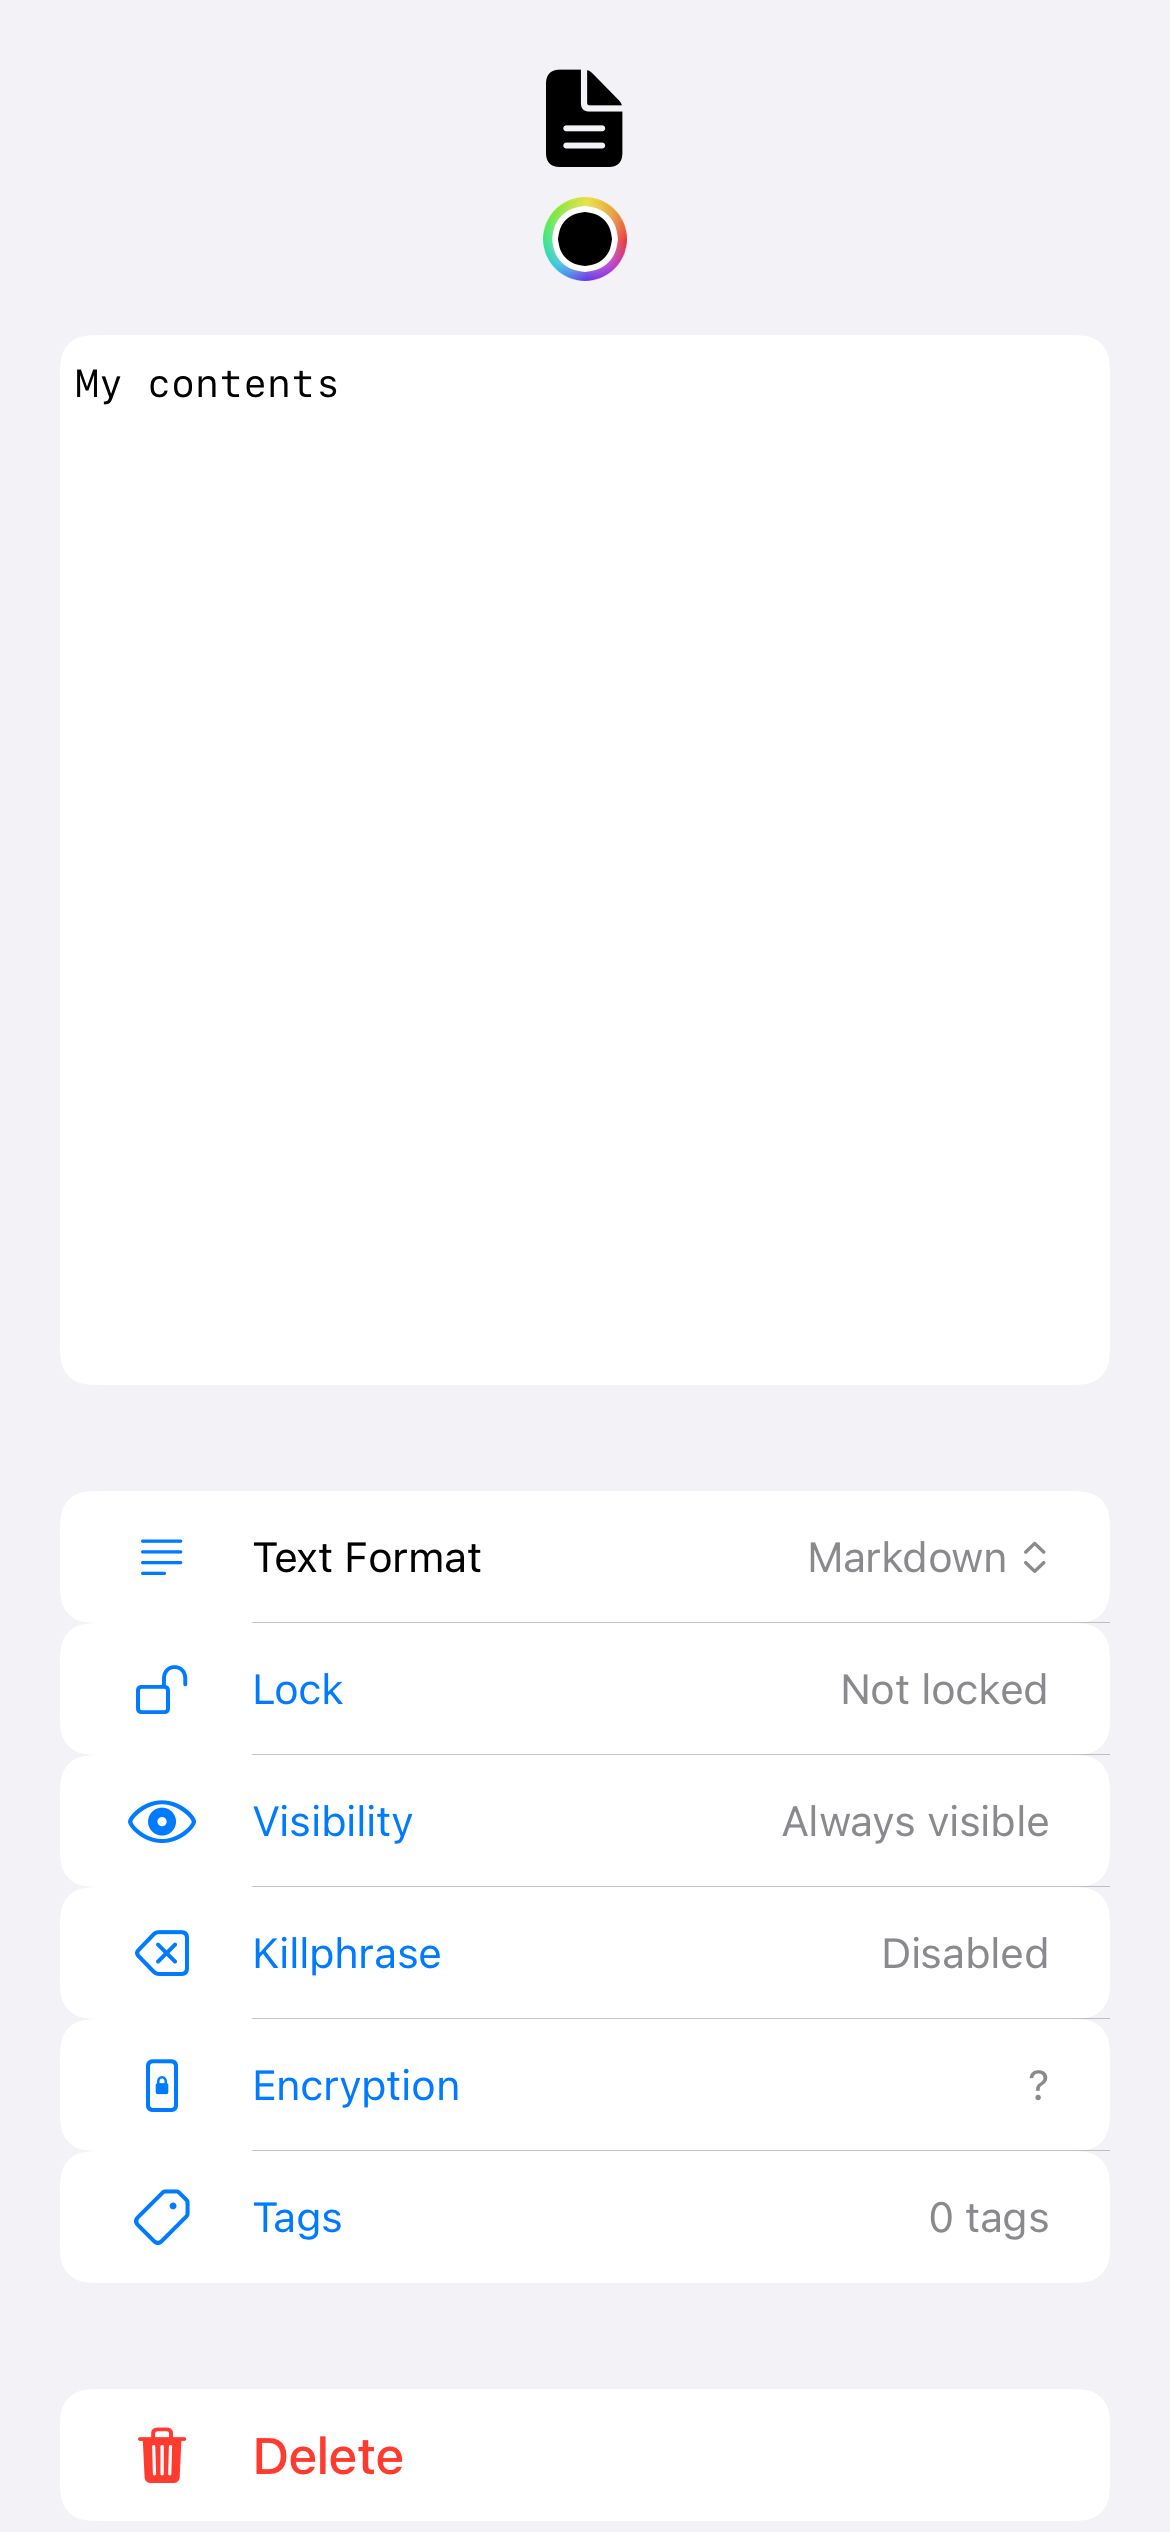 My contents
Text Format Markdown
Lock Not locked
Visibility Always visible
Killphrase Disabled
Encryption ?
Tags 0 tags
Delete